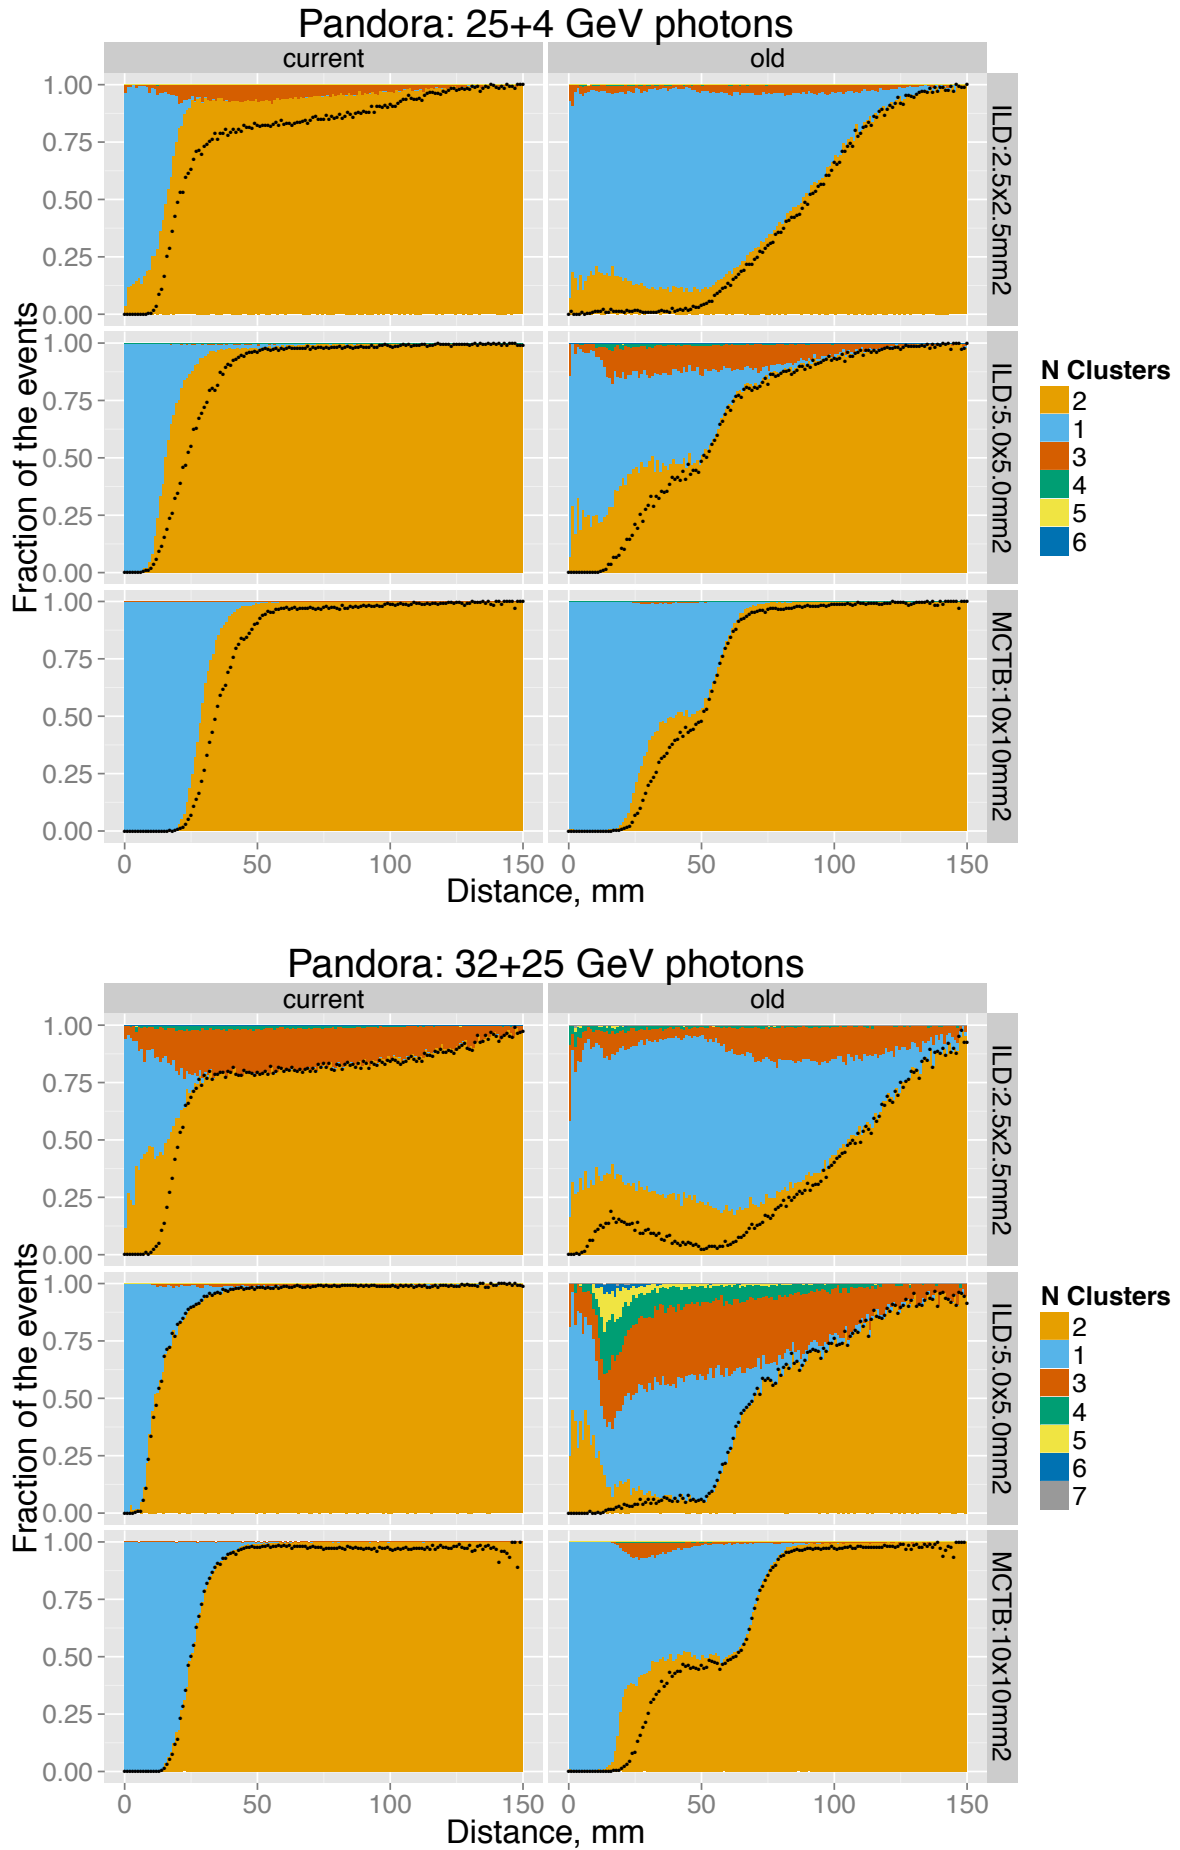 Pandora: 25+4 GeV photons
current
old
1.00
0.75
0.50
0.25
0.00
ILD:2.5x2.5mm2
1.00
0.75
0.50
0.25
0.00
ILD:5.0x5.0mm2
1.00
0.75
0.50
0.25
0.00
MCTB:10x10mm2
Fraction of the events
0 50 100 150 0 50 100 150
Distance, mm
N Clusters
2
1
3
4
5
6
Pandora: 32+25 GeV photons
current
old
1.00
0.75
0.50
0.25
0.00
ILD:2.5x2.5mm2
1.00
0.75
0.50
0.25
0.00
ILD:5.0x5.0mm2
1.00
0.75
0.50
0.25
0.00
MCTB:10x10mm2
Fraction of the events
0 50 100 150 0 50 100 150
Distance, mm
N Clusters
2
1
3
4
5
6
7